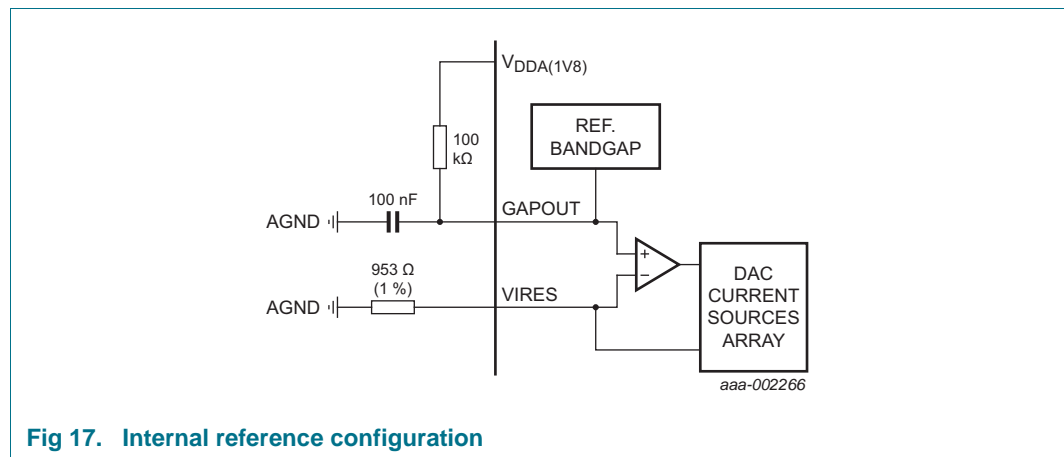 VDDA(1V8)
REF.
BANDGAP
100
kΩ
100 nF
AGND
GAPOUT
+
−
953 Ω
(1 %)
AGND
VIRES
DAC
CURRENT
SOURCES
ARRAY
aaa-002266
Fig 17. Internal reference configuration